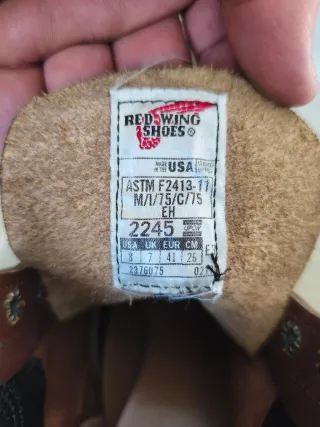 RED WING
SHOES®
MADE IN THE USA
ASTM F2413-11
M/I/75/C/75
EH
2245
USA UK EUR CM
8 7 41 26
2376075